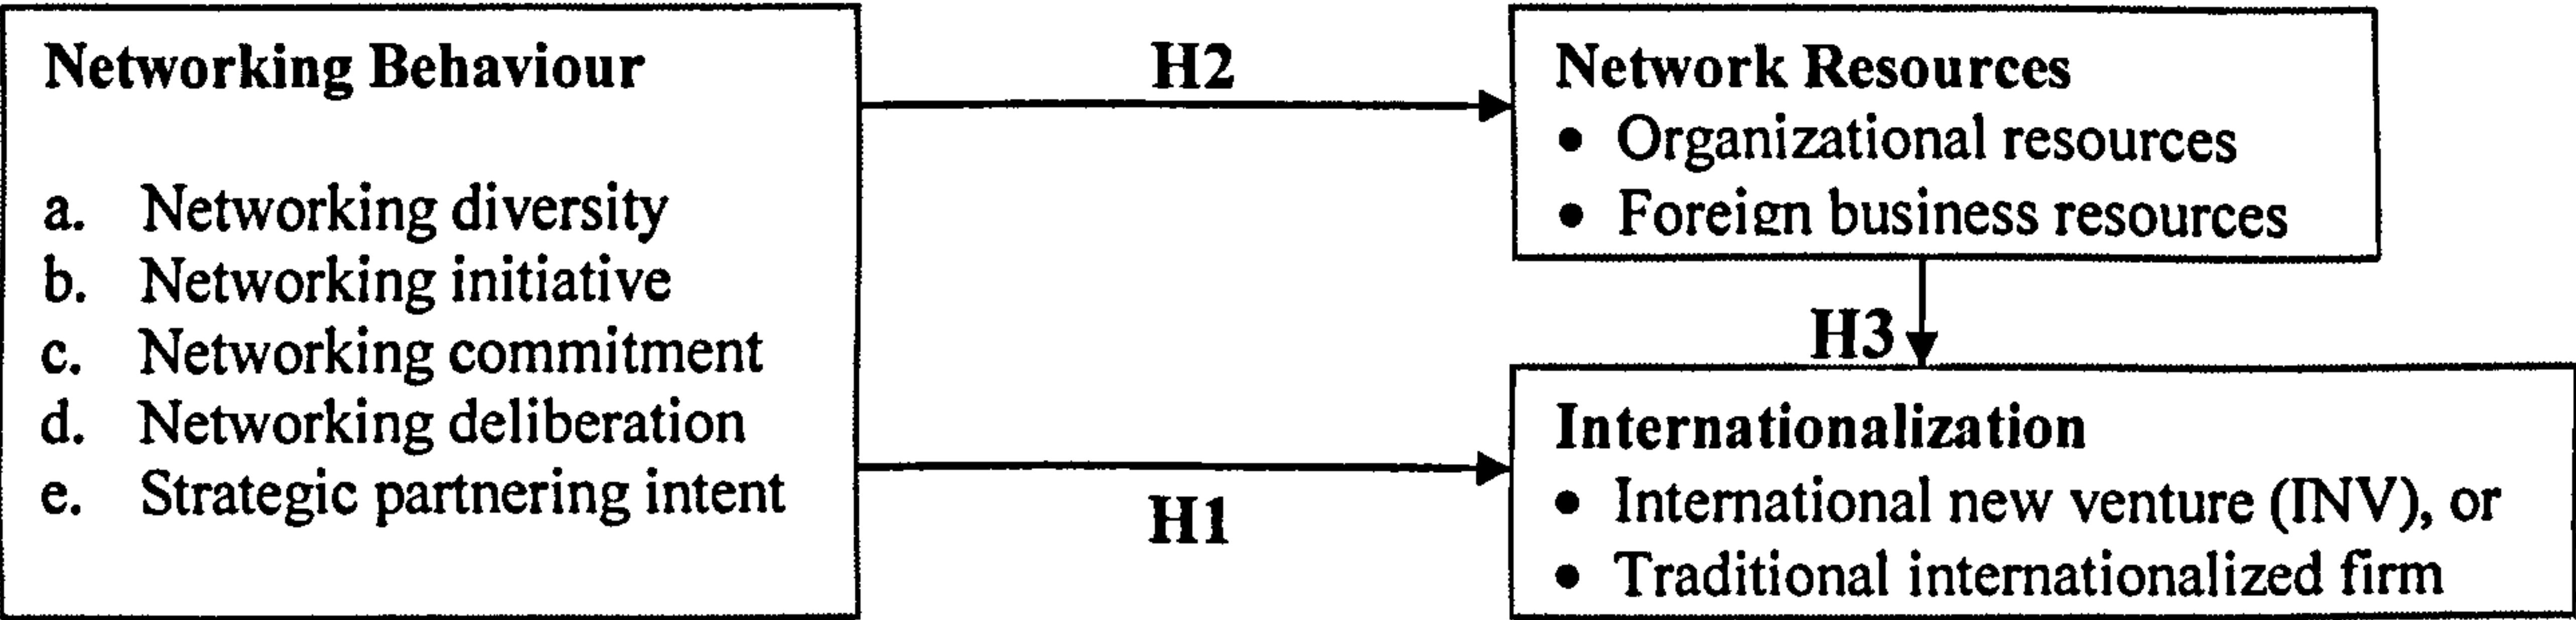 Networking Behaviour
a. Networking diversity
b. Networking initiative
c. Networking commitment
d. Networking deliberation
e. Strategic partnering intent
H2
H1
Network Resources
• Organizational resources
• Foreign business resources
H3
Internationalization
• International new venture (INV), or
• Traditional internationalized firm